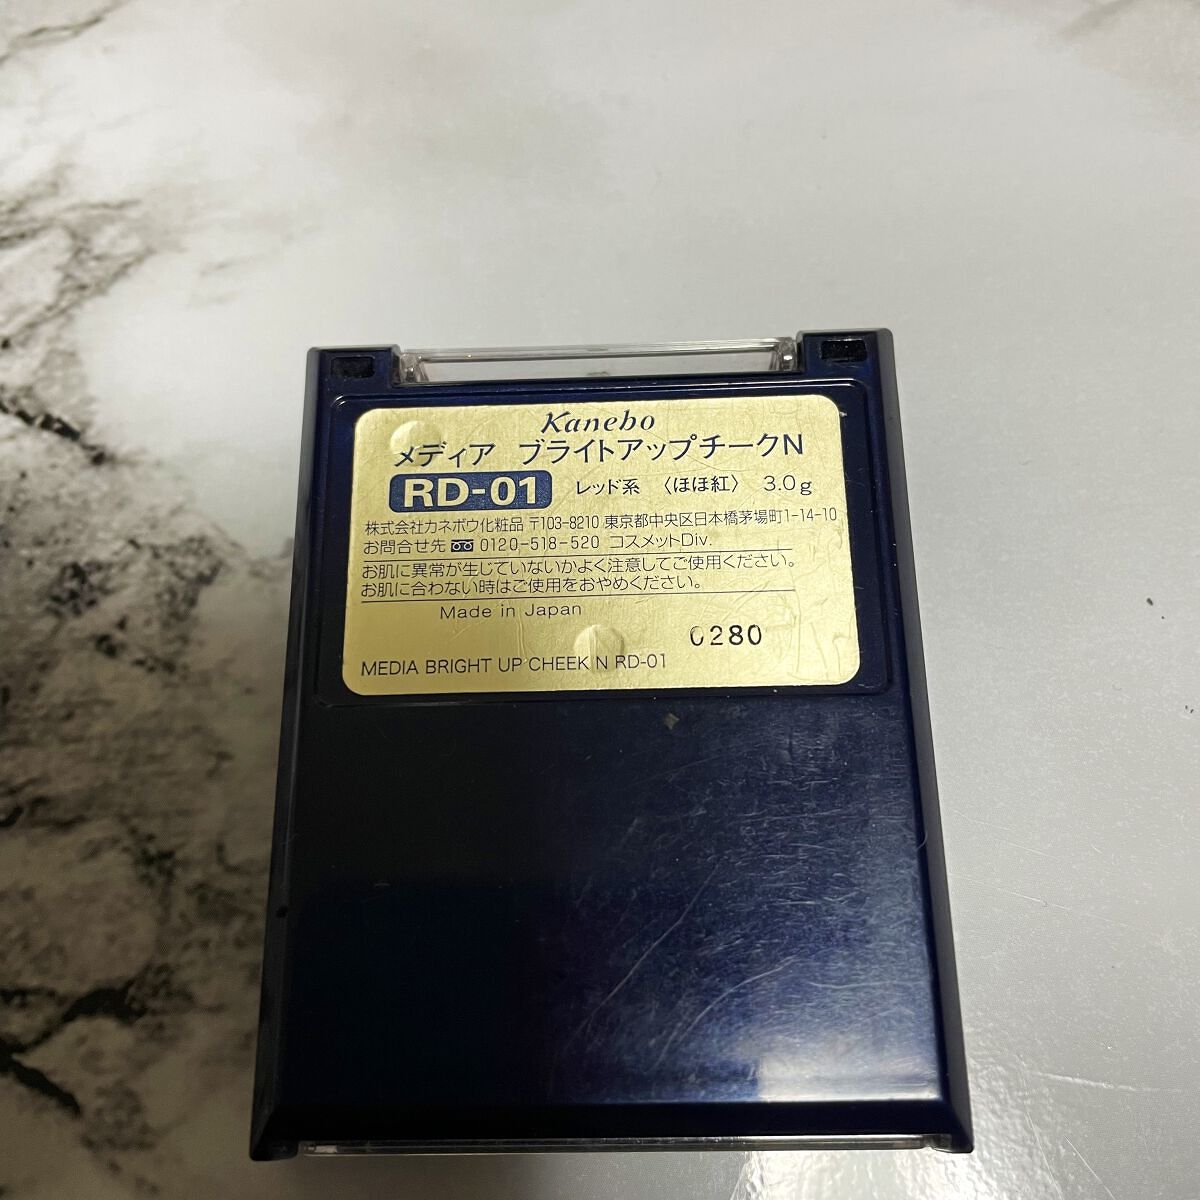 Kanebo
メディア ブライトアップチークN
RD-01 レッド系 〈ほほ紅〉 3.0g
株式会社カネボウ化粧品 〒103-8210 東京都中央区日本橋茅場町1-14-10
お問合せ先 0120-518-520 コスメットDiv.
お肌に異常が生じていないかよく注意してご使用ください。
お肌に合わない時はご使用をおやめください。
Made in Japan
0280
MEDIA BRIGHT UP CHEEK N RD-01